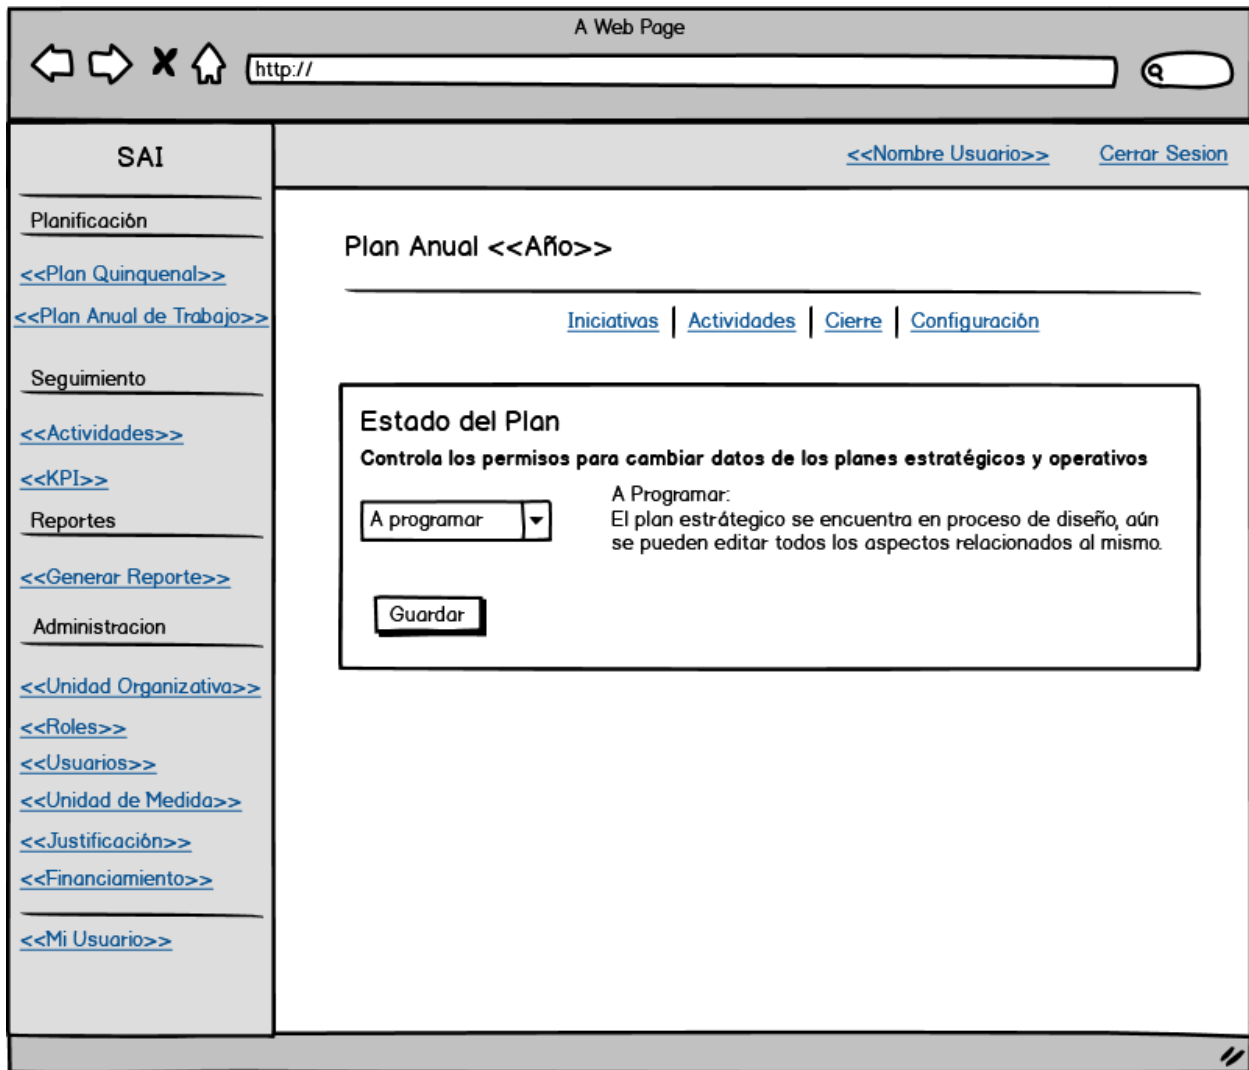 A Web Page
http://
SAI
<<Nombre Usuario>> Cerrar Sesion
Planificación
<<Plan Quinquenal>>
<<Plan Anual de Trabajo>>
Seguimiento
<<Actividades>>
<<KPI>>
Reportes
<<Generar Reporte>>
Administracion
<<Unidad Organizativa>>
<<Roles>>
<<Usuarios>>
<<Unidad de Medida>>
<<Justificación>>
<<Financiamiento>>
<<Mi Usuario>>
Plan Anual <<Año>>
Iniciativas | Actividades | Cierre | Configuración
Estado del Plan
Controla los permisos para cambiar datos de los planes estratégicos y operativos
A programar
A Programar:
El plan estrátegico se encuentra en proceso de diseño, aún
se pueden editar todos los aspectos relacionados al mismo.
Guardar